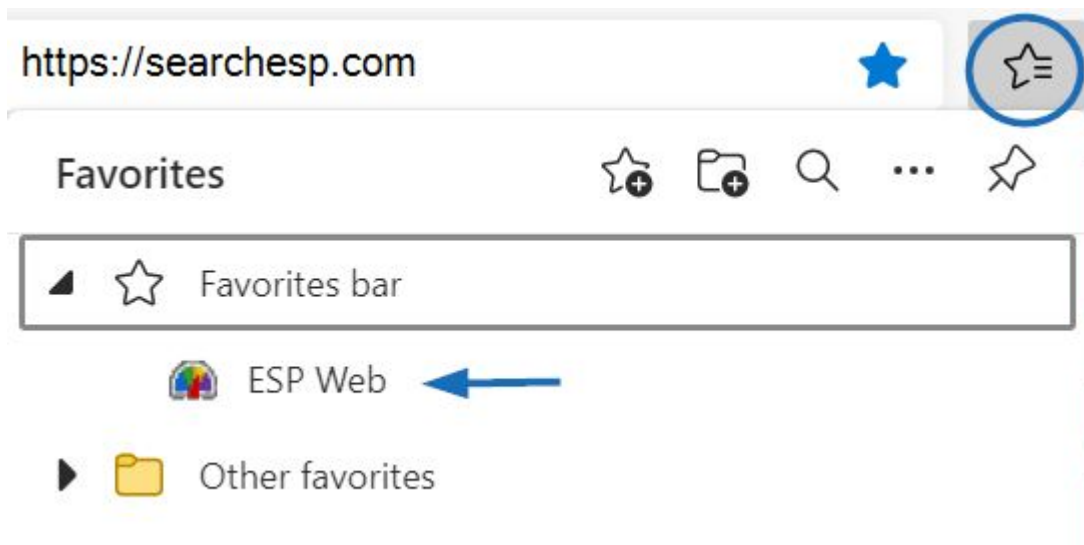 https://searchesp.com
Favorites
Favorites bar
ESP Web
Other favorites